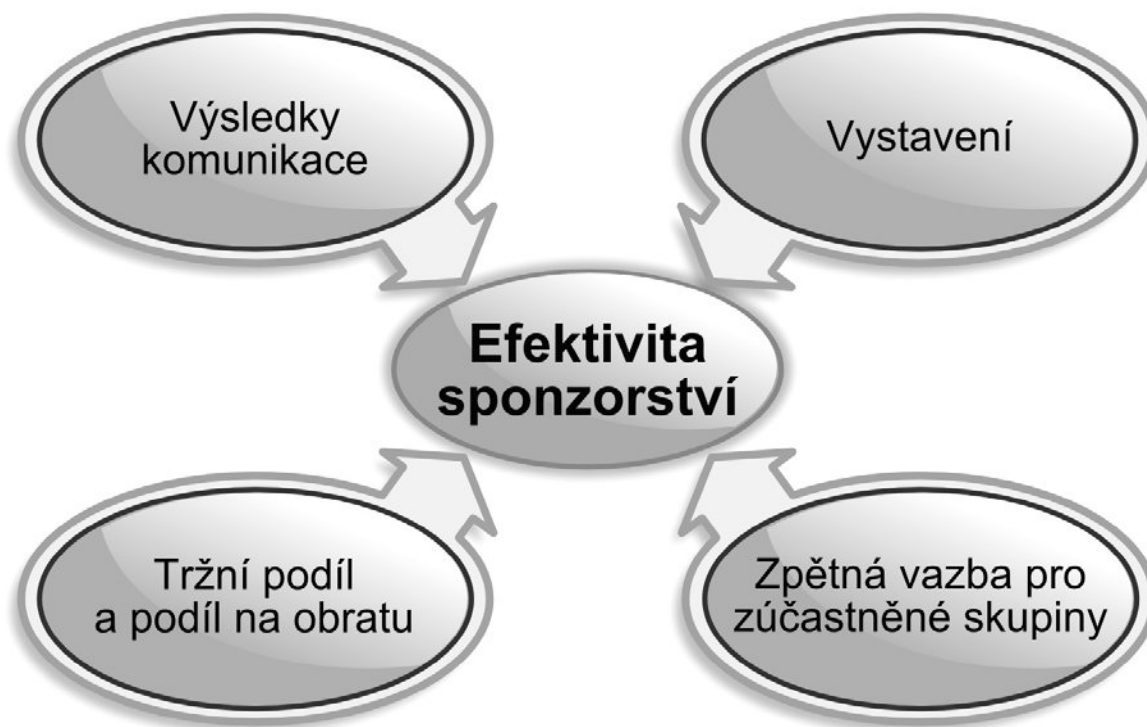 Výsledky
komunikace
Vystavení
Efektivita
sponzorství
Tržní podíl
a podíl na obratu
Zpětná vazba pro
zúčastněné skupiny